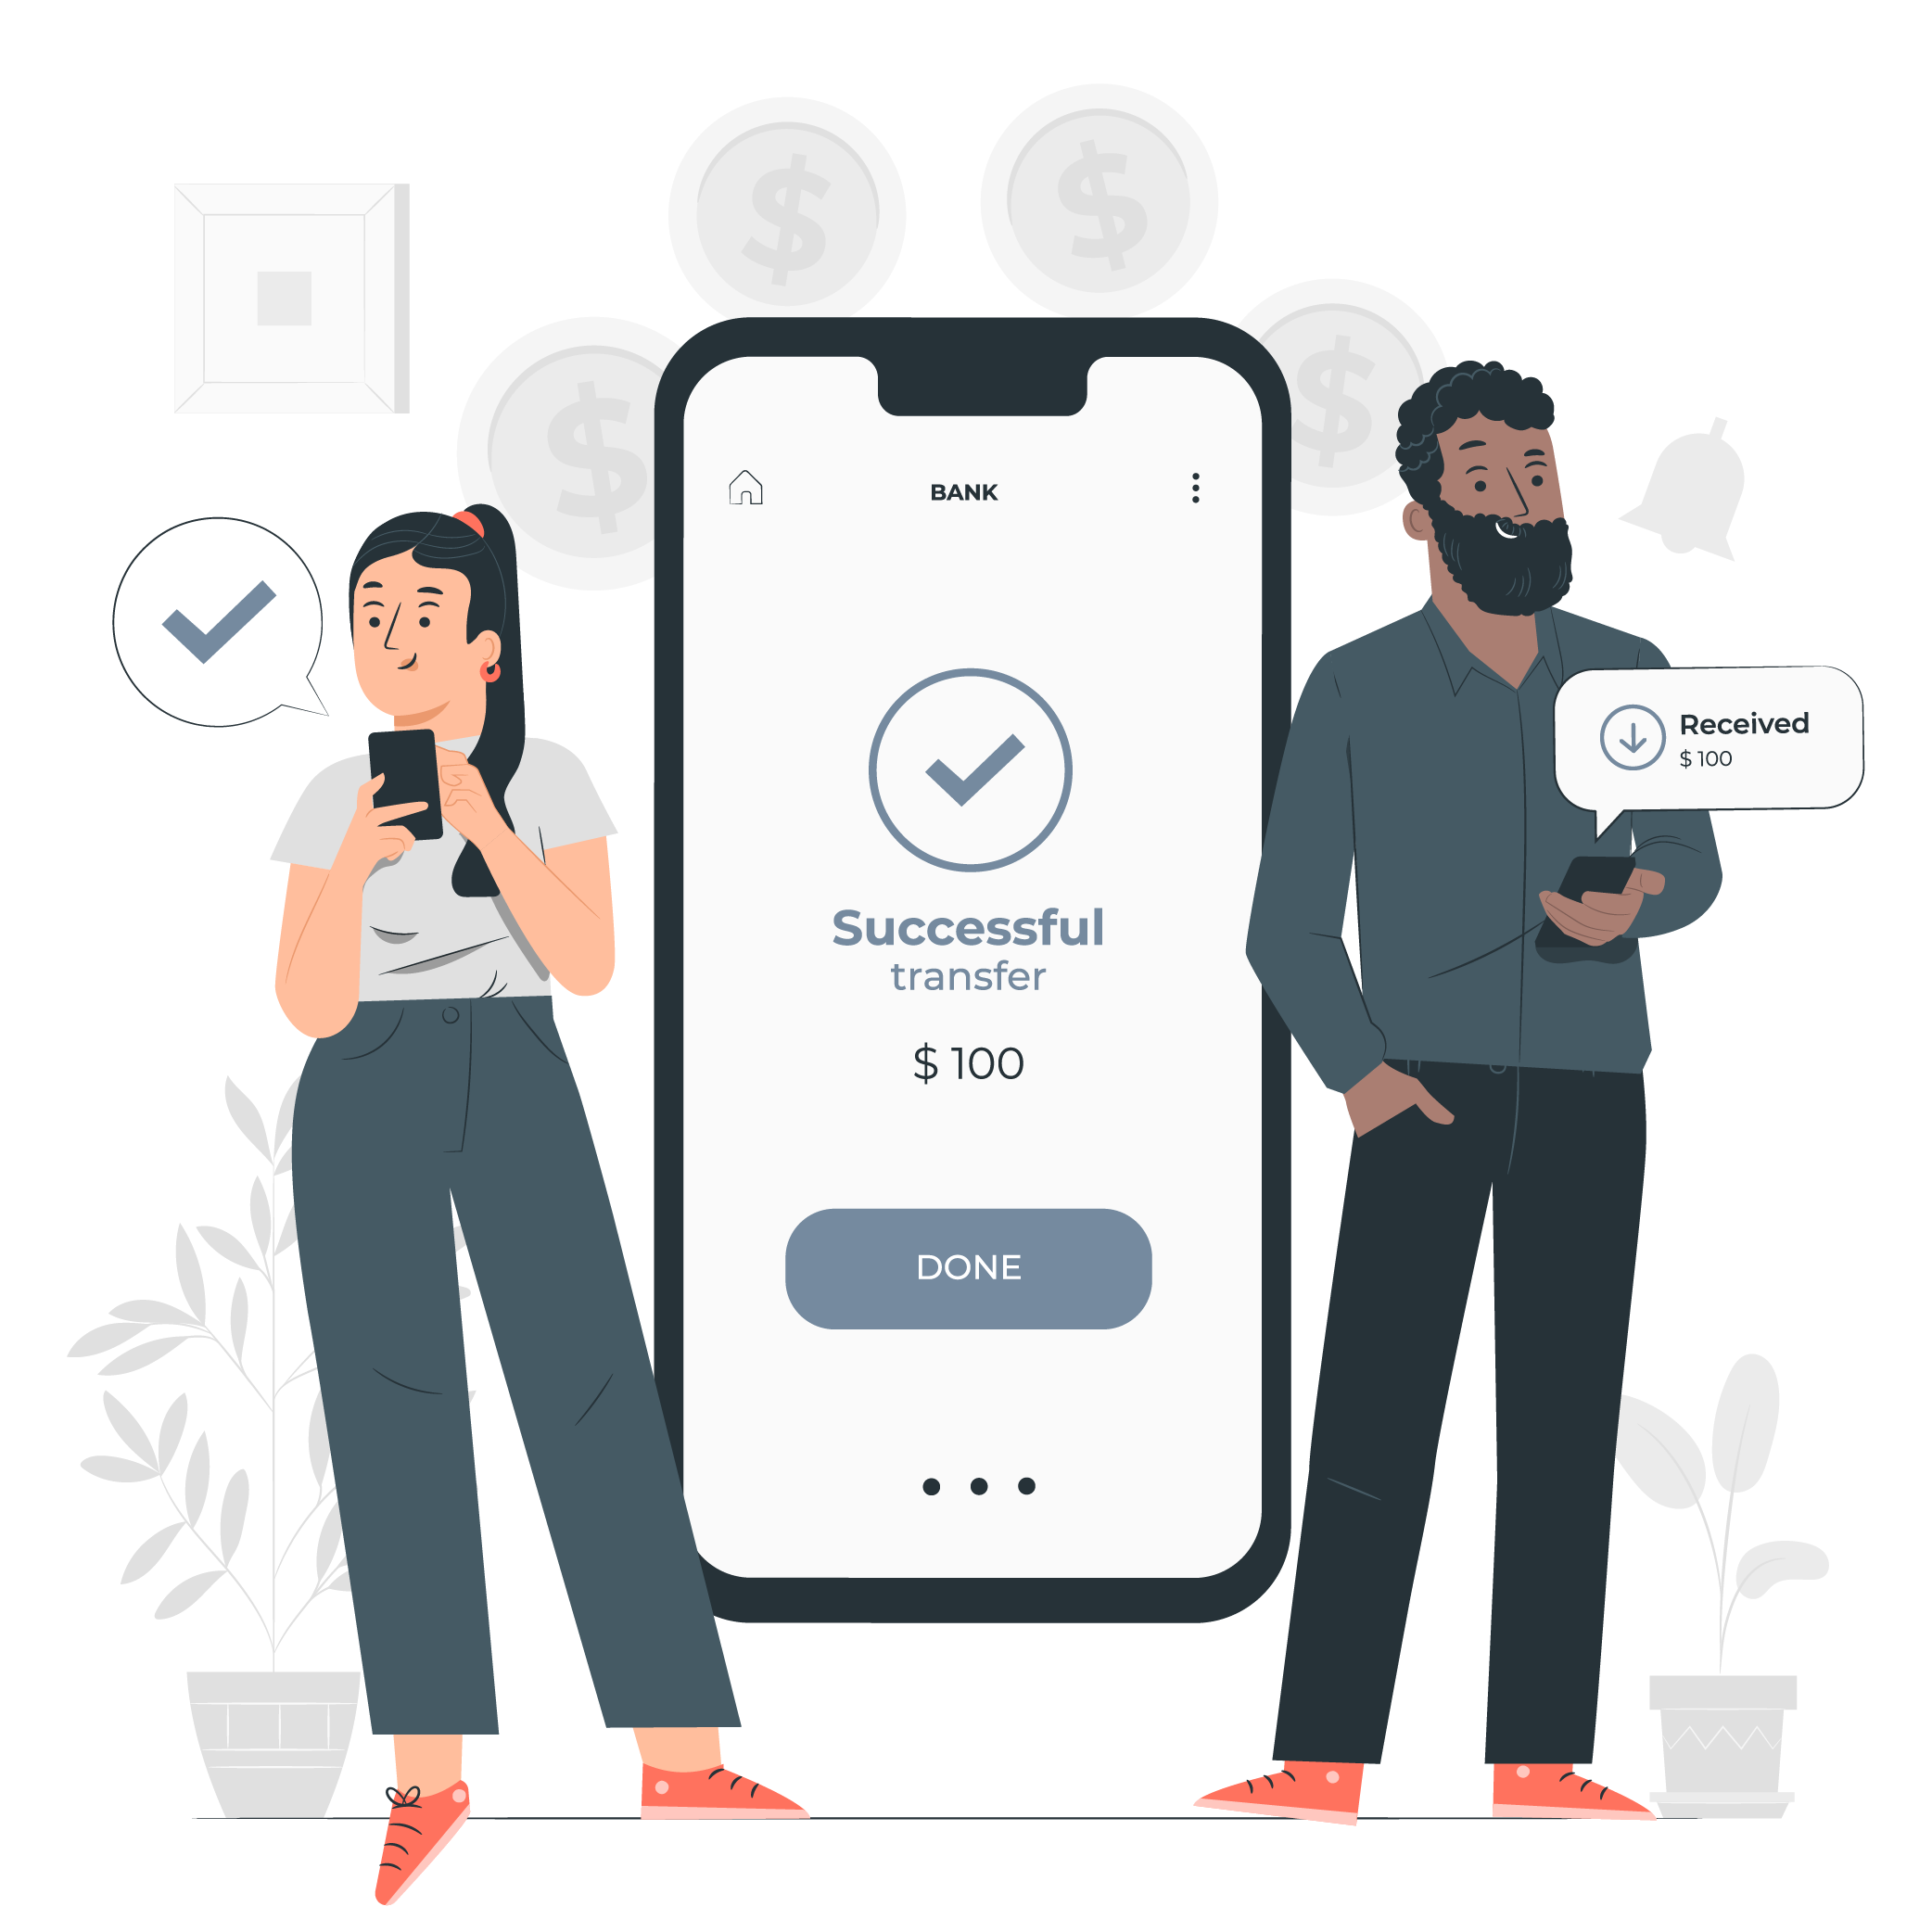 $
$
$
$
BANK
Successful
transfer
$ 100
DONE
Received
$ 100